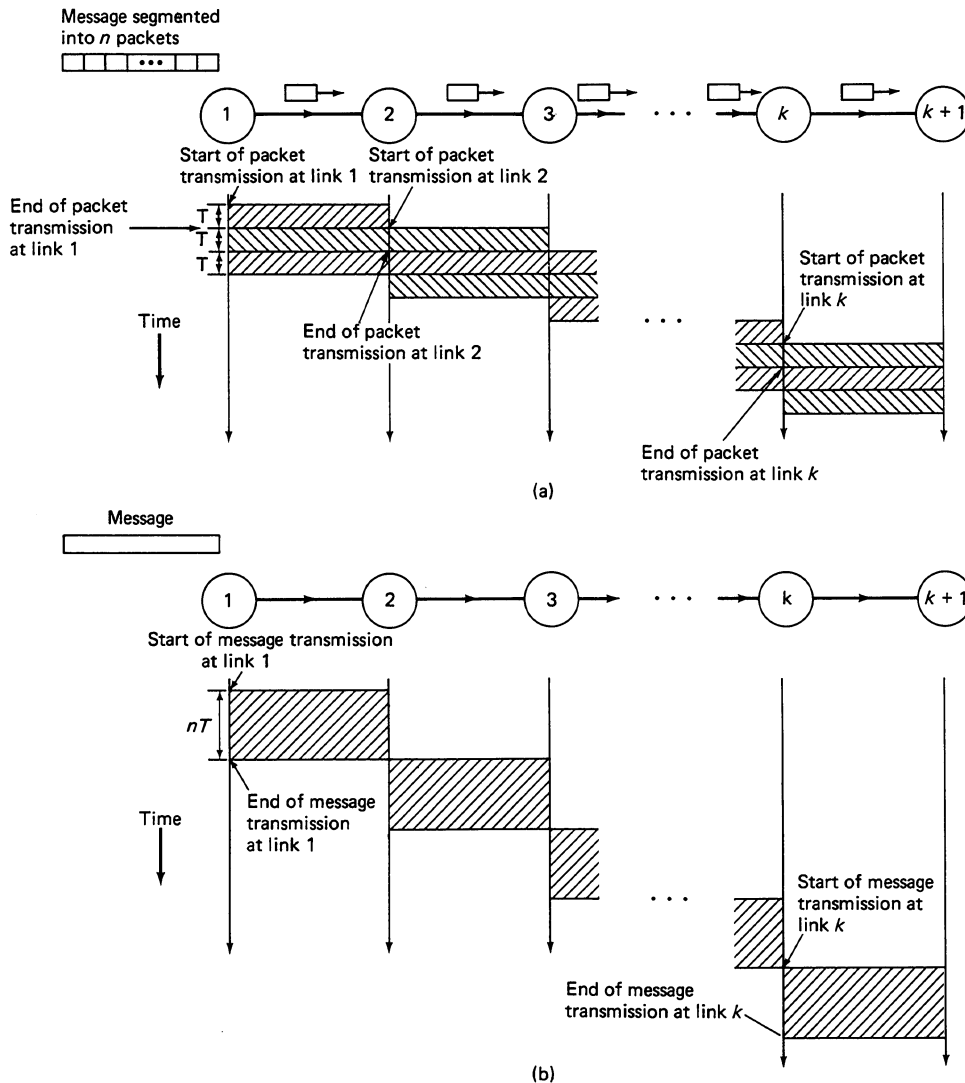 Message segmented
into n packets
•••
1
2
3
. . .
k
k + 1
Start of packet
transmission at link 1
Start of packet
transmission at link 2
End of packet
transmission
at link 1
T
T
T
Time
End of packet
transmission at link 2
. . .
Start of packet
transmission at
link k
End of packet
transmission at link k
(a)
Message
1
2
3
. . .
k
k + 1
Start of message transmission
at link 1
nT
Time
End of message
transmission
at link 1
. . .
Start of message
transmission at
link k
End of message
transmission at link k
(b)